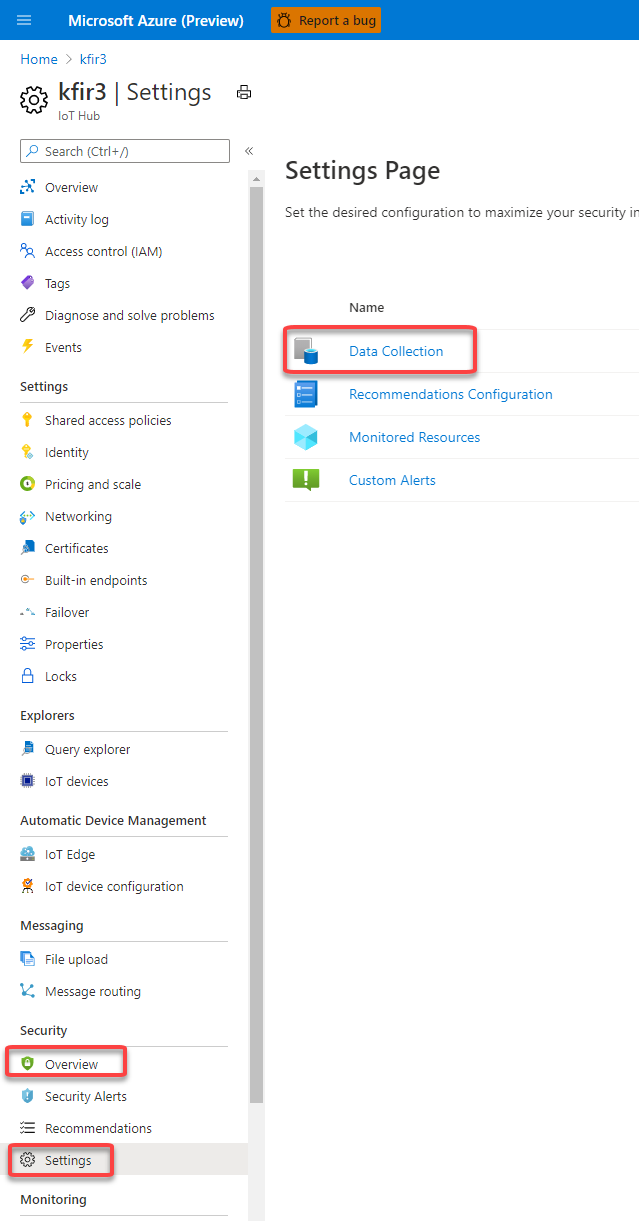 Microsoft Azure (Preview)
Report a bug
Home > kfir3
kfir3 | Settings
IoT Hub
Search (Ctrl+/)
«
Overview
Activity log
Access control (IAM)
Tags
Diagnose and solve problems
Events
Settings
Shared access policies
Identity
Pricing and scale
Networking
Certificates
Built-in endpoints
Failover
Properties
Locks
Explorers
Query explorer
IoT devices
Automatic Device Management
IoT Edge
IoT device configuration
Messaging
File upload
Message routing
Security
Overview
Security Alerts
Recommendations
Settings
Monitoring
Settings Page
Set the desired configuration to maximize your security in
Name
Data Collection
Recommendations Configuration
Monitored Resources
Custom Alerts